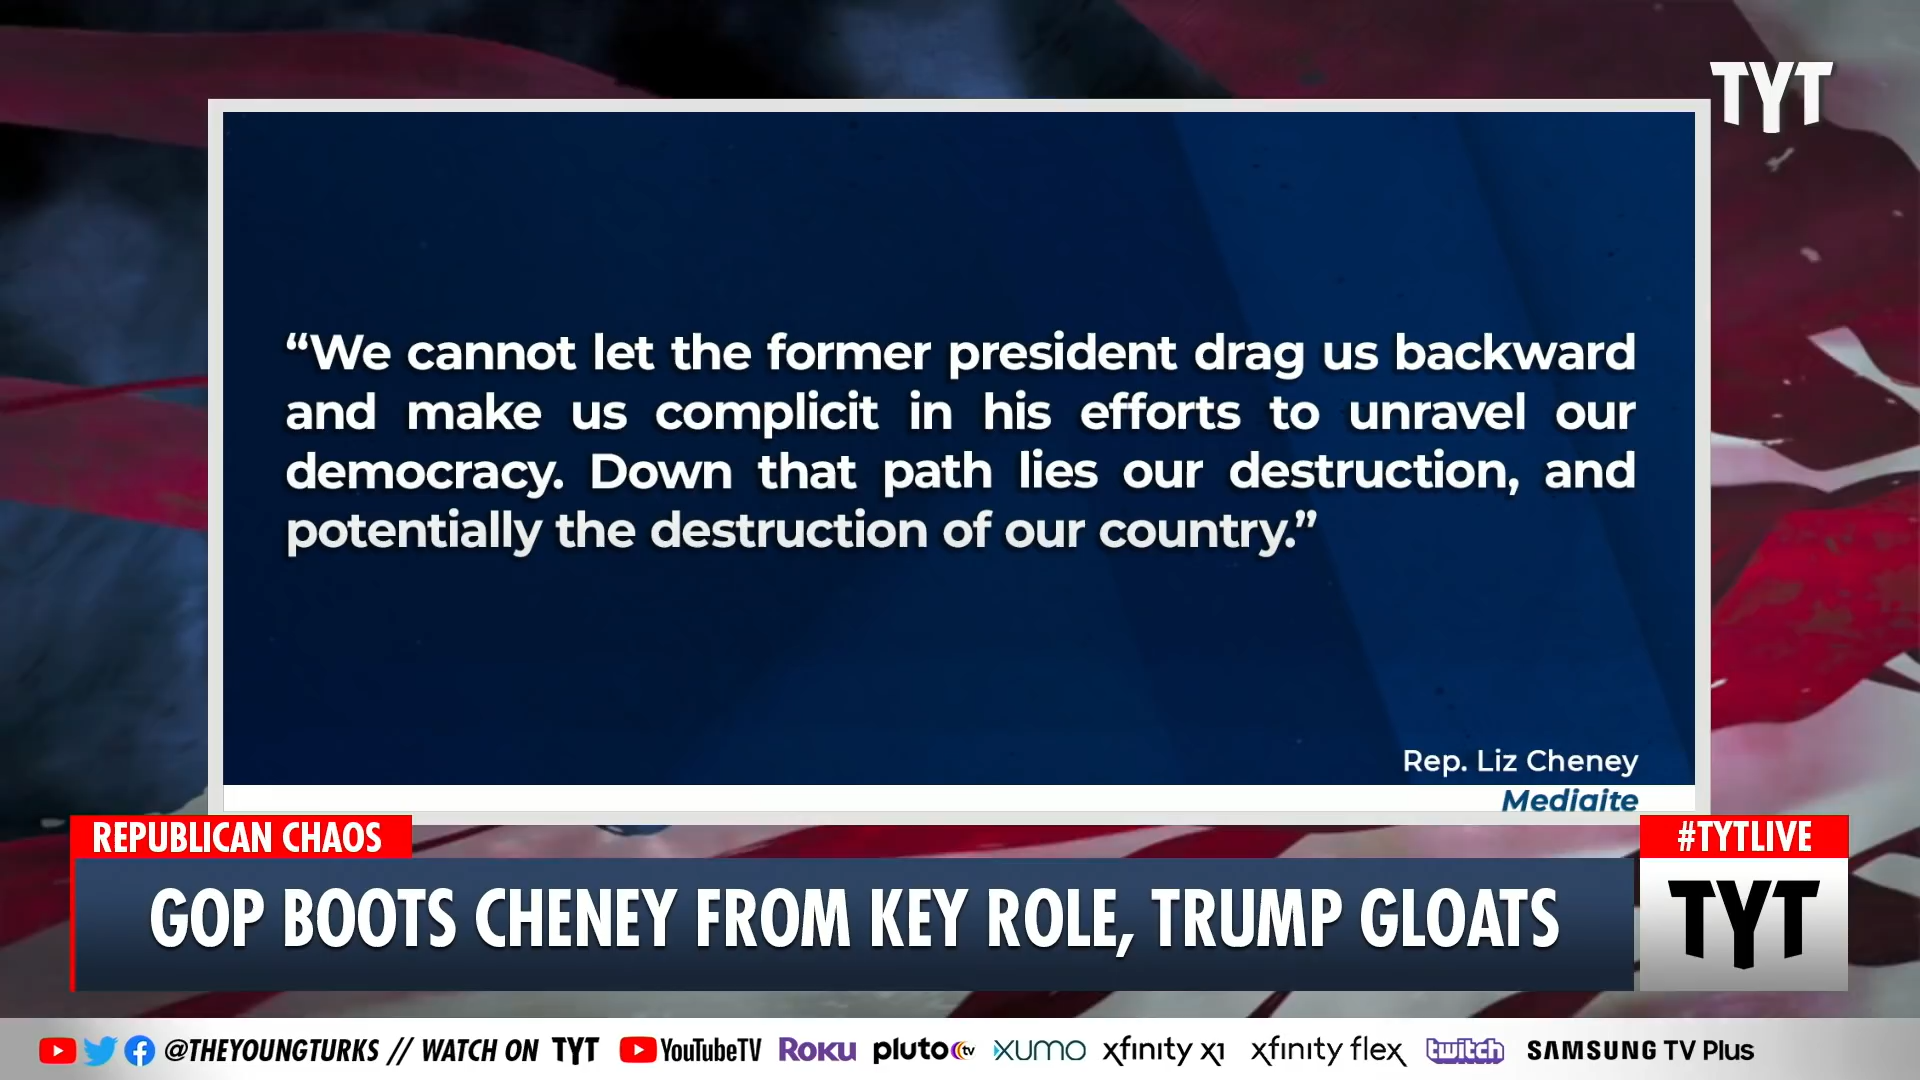 TYT
“We cannot let the former president drag us backward
and make us complicit in his efforts to unravel our
democracy. Down that path lies our destruction, and
potentially the destruction of our country.”
Rep. Liz Cheney
Mediaite
REPUBLICAN CHAOS
#TYTLIVE
GOP BOOTS CHENEY FROM KEY ROLE, TRUMP GLOATS
TYT
@THEYOUNGTURKS // WATCH ON TYT YouTubeTV ROKU pluto tv XUMO xfinity x1 xfinity flex twitch SAMSUNG TV Plus